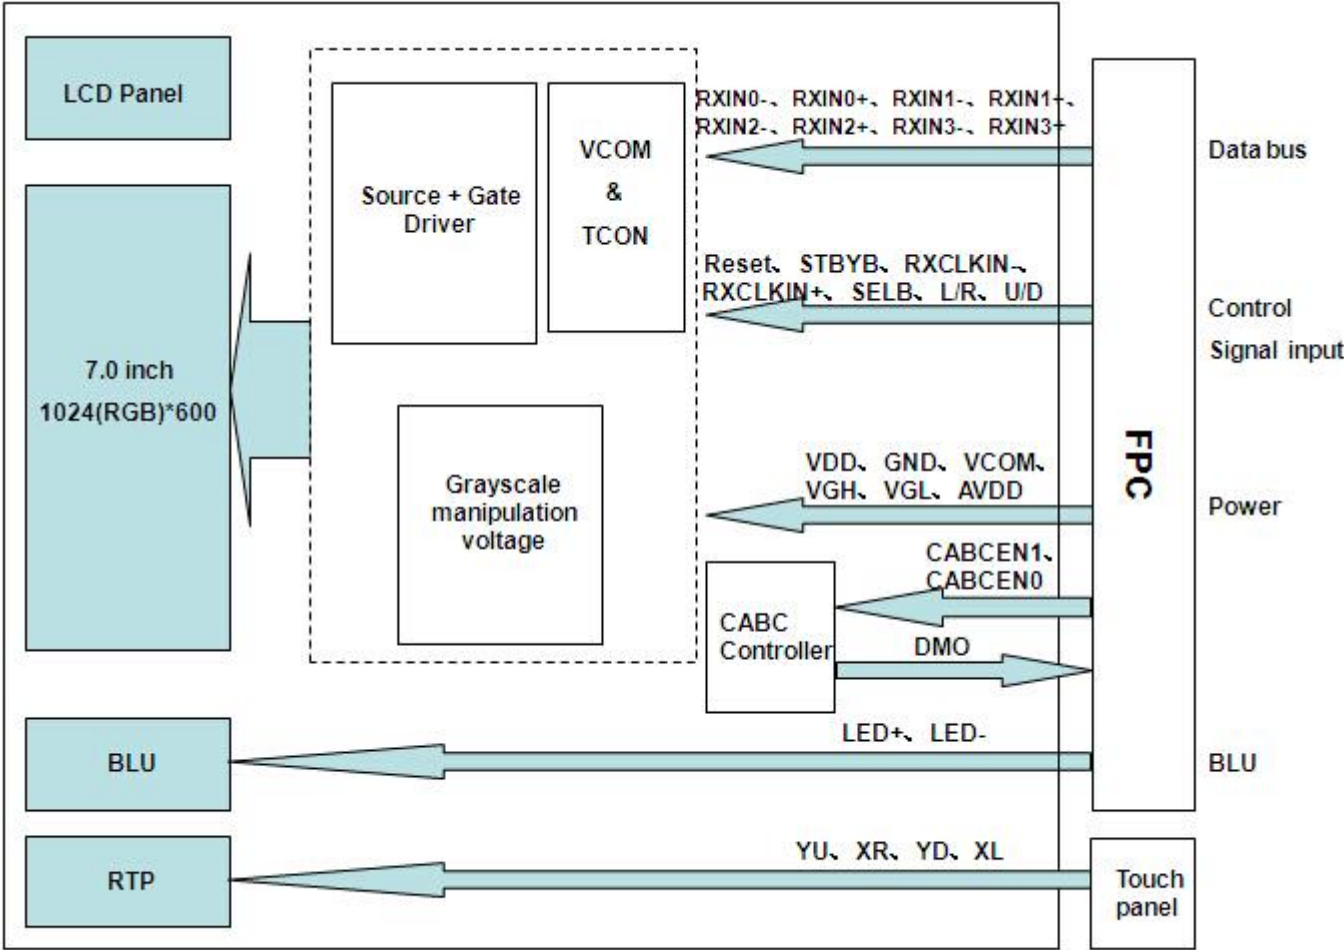 LCD Panel
7.0 inch
1024(RGB)*600
BLU
RTP
Source + Gate
Driver
VCOM
&
TCON
Grayscale
manipulation
voltage
RXIN0-、RXIN0+、RXIN1-、RXIN1+、
RXIN2-、RXIN2+、RXIN3-、RXIN3+
Reset、STBYB、RXCLKIN-、
RXCLKIN+、SELB、L/R、U/D
VDD、GND、VCOM、
VGH、VGL、AVDD
CABCEN1、
CABCEN0
CABC
Controller
DMO
LED+、LED-
YU、XR、YD、XL
FPC
Touch
panel
Data bus
Control
Signal input
Power
BLU